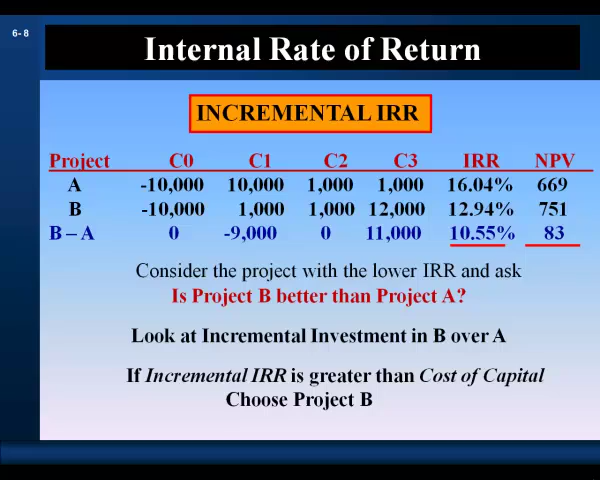 6- 8
Internal Rate of Return
INCREMENTAL IRR
Project C0 C1 C2 C3 IRR NPV
A -10,000 10,000 1,000 1,000 16.04% 669
B -10,000 1,000 1,000 12,000 12.94% 751
B – A 0 -9,000 0 11,000 10.55% 83
Consider the project with the lower IRR and ask
Is Project B better than Project A?
Look at Incremental Investment in B over A
If Incremental IRR is greater than Cost of Capital
Choose Project B